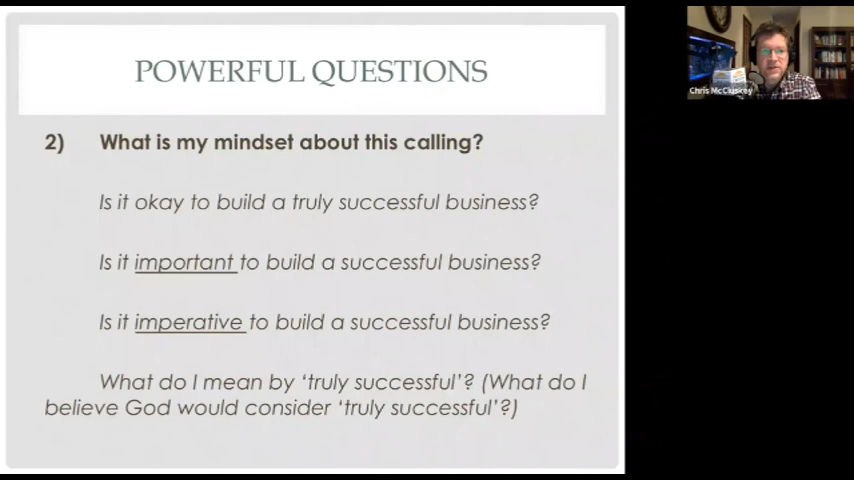 POWERFUL QUESTIONS
2) What is my mindset about this calling?
Is it okay to build a truly successful business?
Is it important to build a successful business?
Is it imperative to build a successful business?
What do I mean by ‘truly successful’? (What do I
believe God would consider ‘truly successful’?)
Chris McCluskey